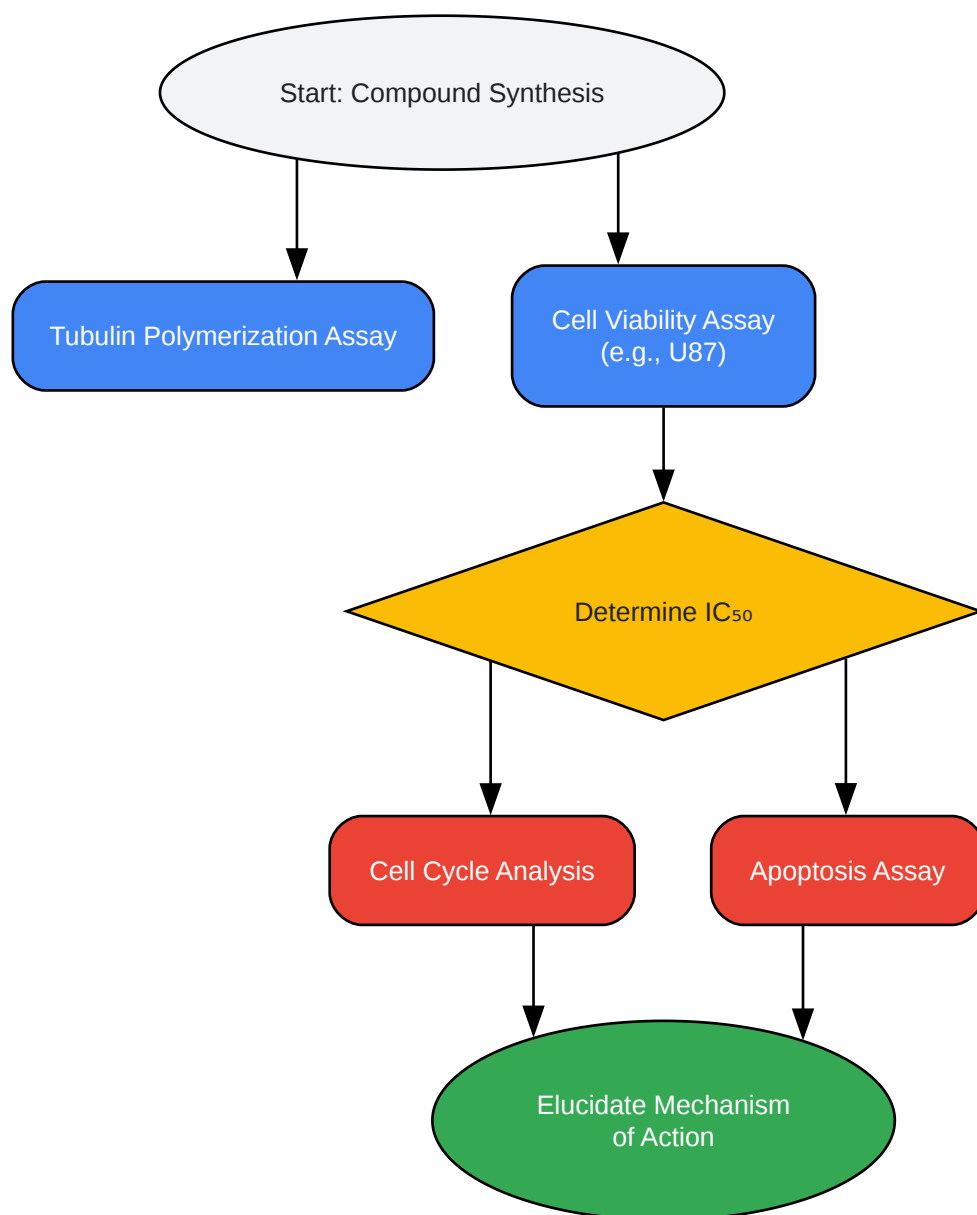 Start: Compound Synthesis
Tubulin Polymerization Assay
Cell Viability Assay
(e.g., U87)
Determine IC₅₀
Cell Cycle Analysis
Apoptosis Assay
Elucidate Mechanism
of Action